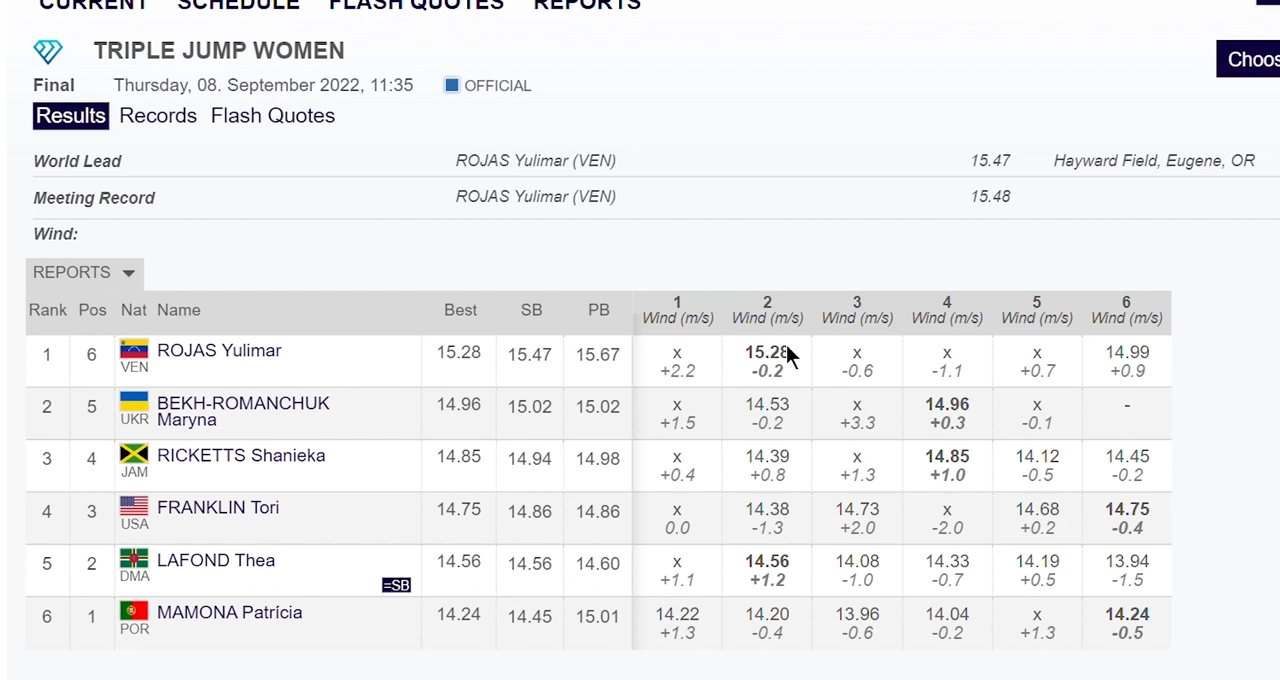 CURRENT SCHEDULE FLASH QUOTES REPORTS
TRIPLE JUMP WOMEN
Choos
Final Thursday, 08. September 2022, 11:35 OFFICIAL
Results Records Flash Quotes
World Lead ROJAS Yulimar (VEN) 15.47 Hayward Field, Eugene, OR
Meeting Record ROJAS Yulimar (VEN) 15.48
Wind:
REPORTS
Rank Pos Nat Name Best SB PB 1 2 3 4 5 6
Wind (m/s) Wind (m/s) Wind (m/s) Wind (m/s) Wind (m/s) Wind (m/s)
1 6 VEN ROJAS Yulimar 15.28 15.47 15.67 x 15.28 x x x 14.99
+2.2 -0.2 -0.6 -1.1 +0.7 +0.9
2 5 UKR BEKH-ROMANCHUK Maryna 14.96 15.02 15.02 x 14.53 x 14.96 x -
+1.5 -0.2 +3.3 +0.3 -0.1
3 4 JAM RICKETTS Shanieka 14.85 14.94 14.98 x 14.39 x 14.85 14.12 14.45
+0.4 +0.8 +1.3 +1.0 -0.5 -0.2
4 3 USA FRANKLIN Tori 14.75 14.86 14.86 x 14.38 14.73 x 14.68 14.75
0.0 -1.3 +2.0 -2.0 +0.2 -0.4
5 2 DMA LAFOND Thea =SB 14.56 14.56 14.60 x 14.56 14.08 14.33 14.19 13.94
+1.1 +1.2 -1.0 -0.7 +0.5 -1.5
6 1 POR MAMONA Patrícia 14.24 14.45 15.01 14.22 14.20 13.96 14.04 x 14.24
+1.3 -0.4 -0.6 -0.2 +1.3 -0.5